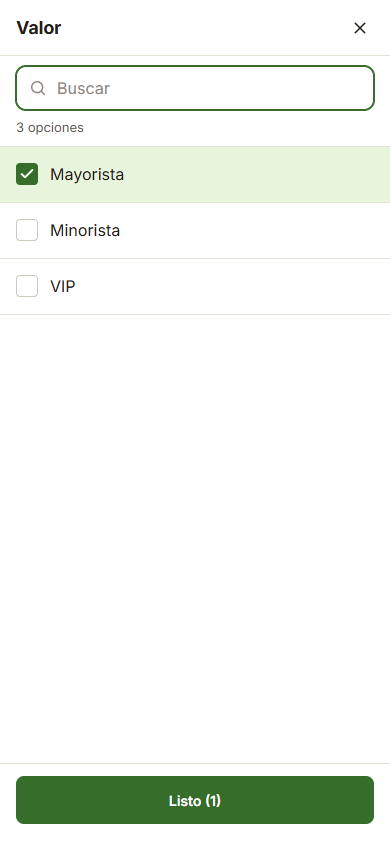 Valor
Buscar
3 opciones
Mayorista
Minorista
VIP
Listo (1)